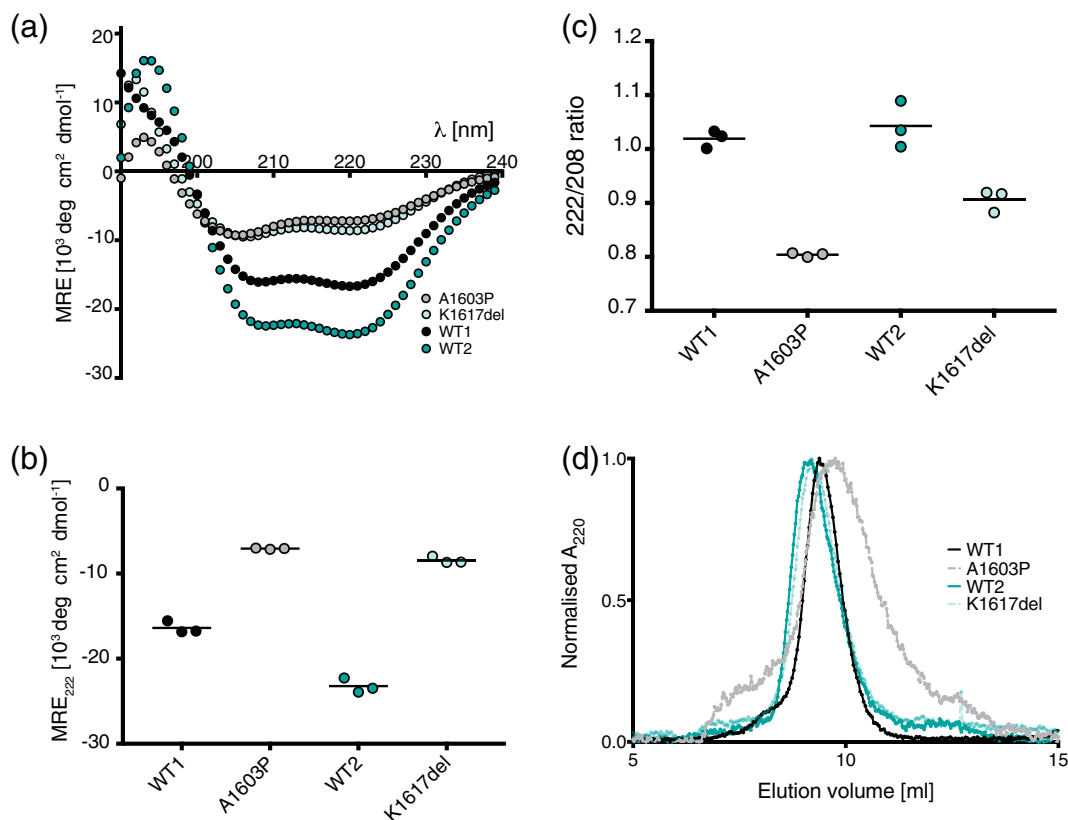 (a)
20
10
0
-10
-20
-30
MRE [10³ deg cm² dmol⁻¹]
λ [nm]
200
210
220
230
240
A1603P
K1617del
WT1
WT2
(b)
0
-10
-20
-30
MRE₂₂₂ [10³ deg cm² dmol⁻¹]
WT1
A1603P
WT2
K1617del
(c)
1.2
1.1
1.0
0.9
0.8
0.7
222/208 ratio
WT1
A1603P
WT2
K1617del
(d)
1.0
0.5
0.0
Normalised A₂₂₀
5
10
15
Elution volume [ml]
WT1
A1603P
WT2
K1617del